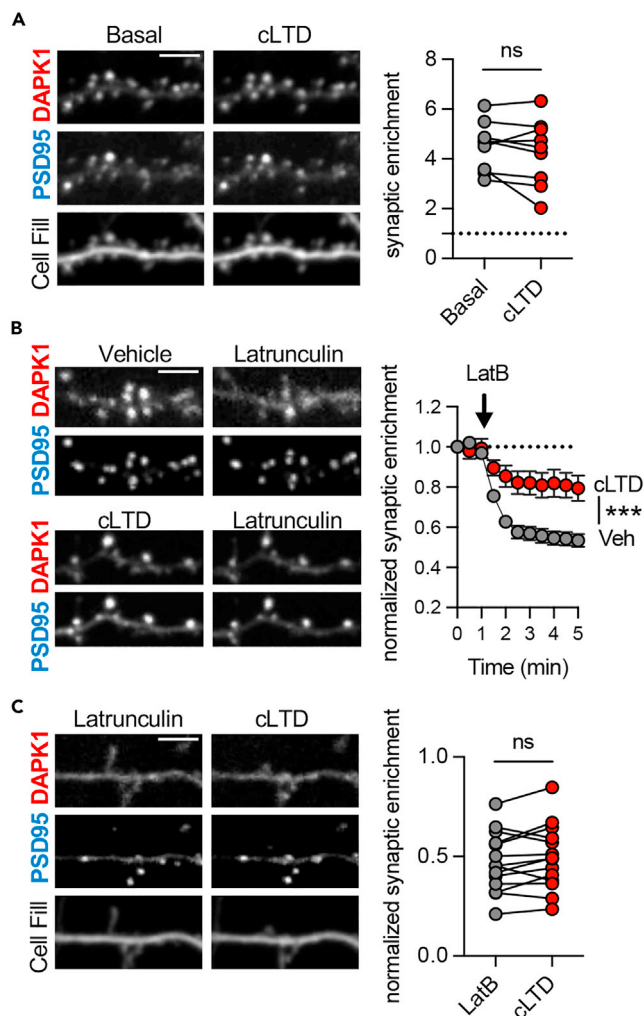 A
Basal
cLTD
DAPK1
PSD95
Cell Fill
synaptic enrichment
8
6
4
2
0
ns
Basal
cLTD
B
Vehicle
Latrunculin
DAPK1
PSD95
cLTD
Latrunculin
DAPK1
PSD95
normalized synaptic enrichment
LatB
1.2
1.0
0.8
0.6
0.4
0.2
cLTD
***
Veh
0 1 2 3 4 5
Time (min)
C
Latrunculin
cLTD
DAPK1
PSD95
Cell Fill
normalized synaptic enrichment
1.0
0.5
0.0
ns
LatB
cLTD